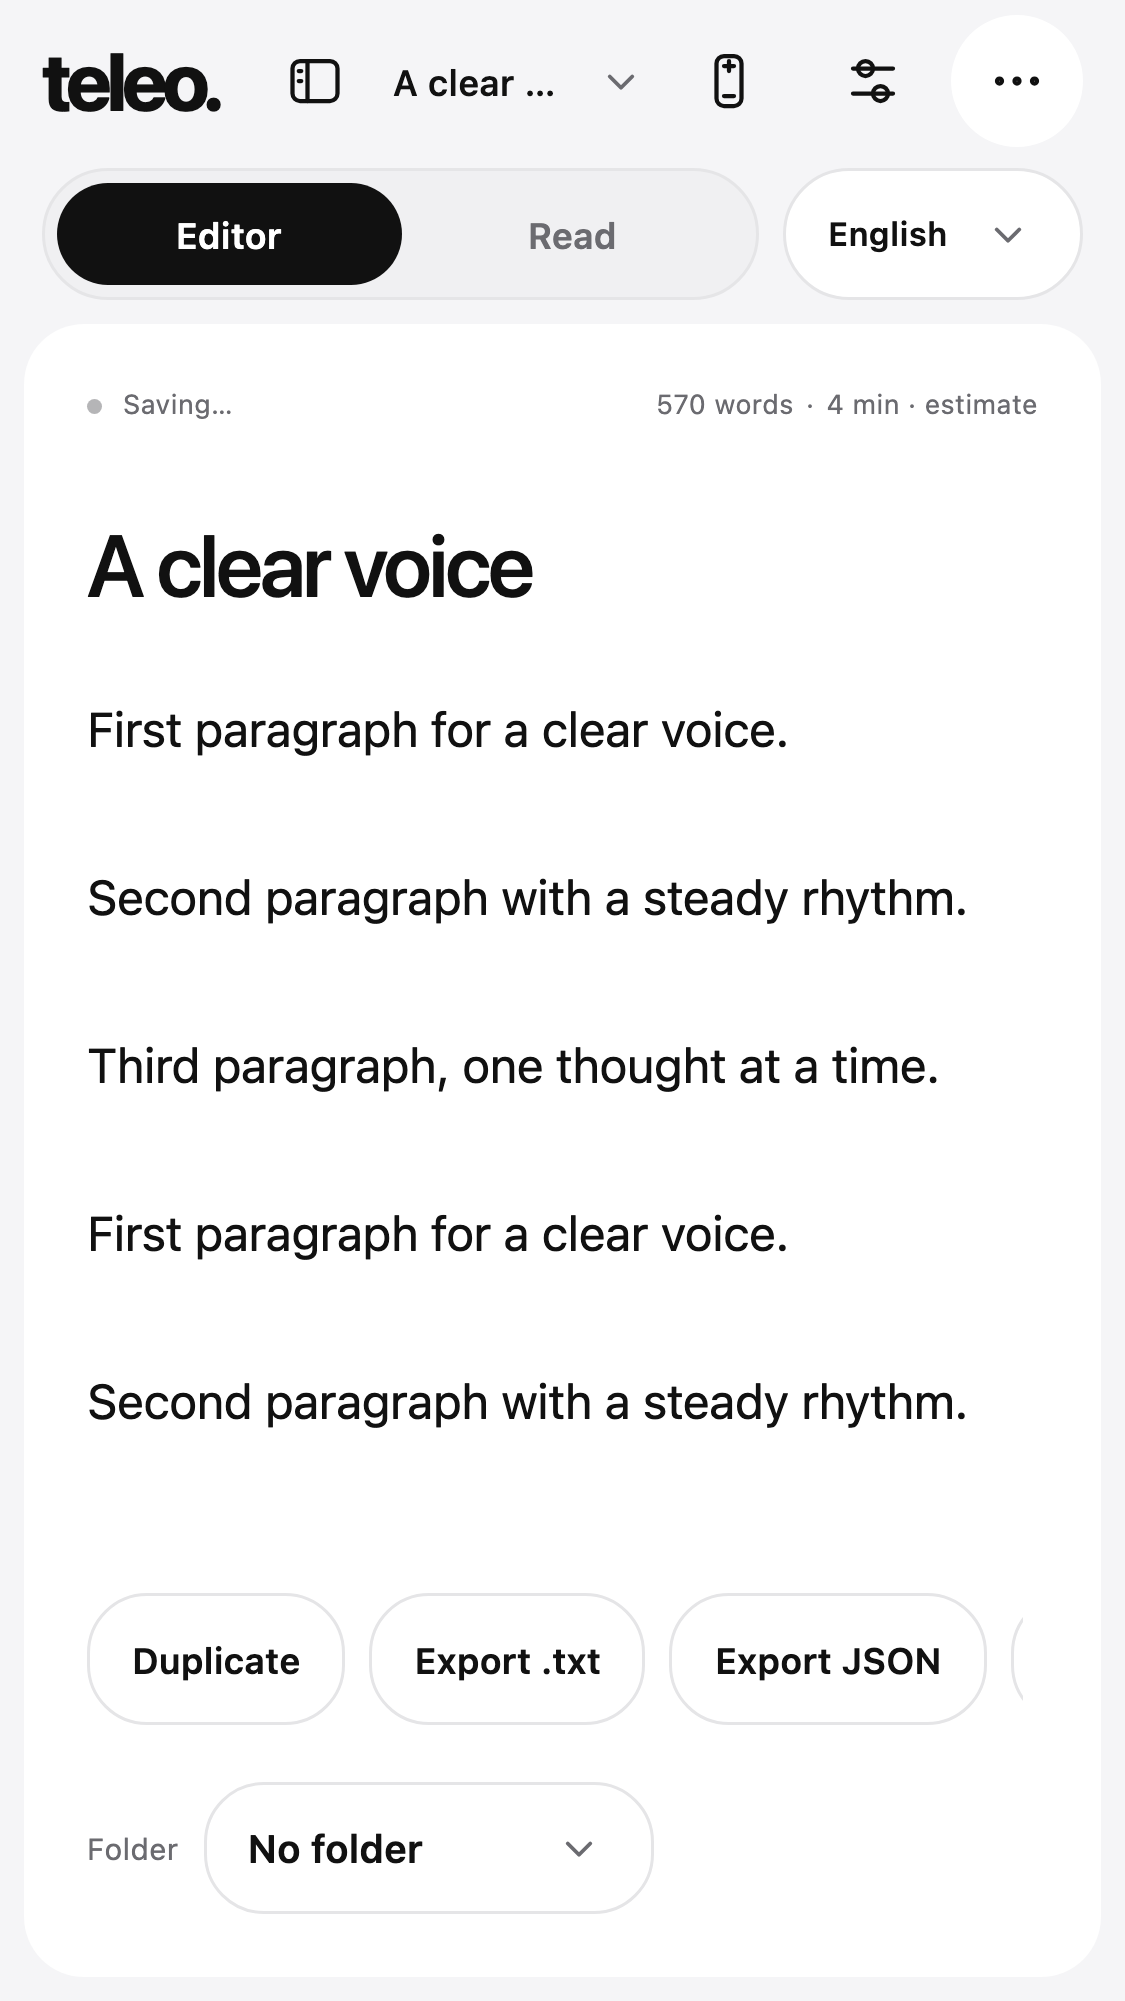 teleo.
A clear ...
Editor
Read
English
Saving...
570 words · 4 min · estimate
A clear voice
First paragraph for a clear voice.
Second paragraph with a steady rhythm.
Third paragraph, one thought at a time.
First paragraph for a clear voice.
Second paragraph with a steady rhythm.
Duplicate
Export .txt
Export JSON
Folder
No folder